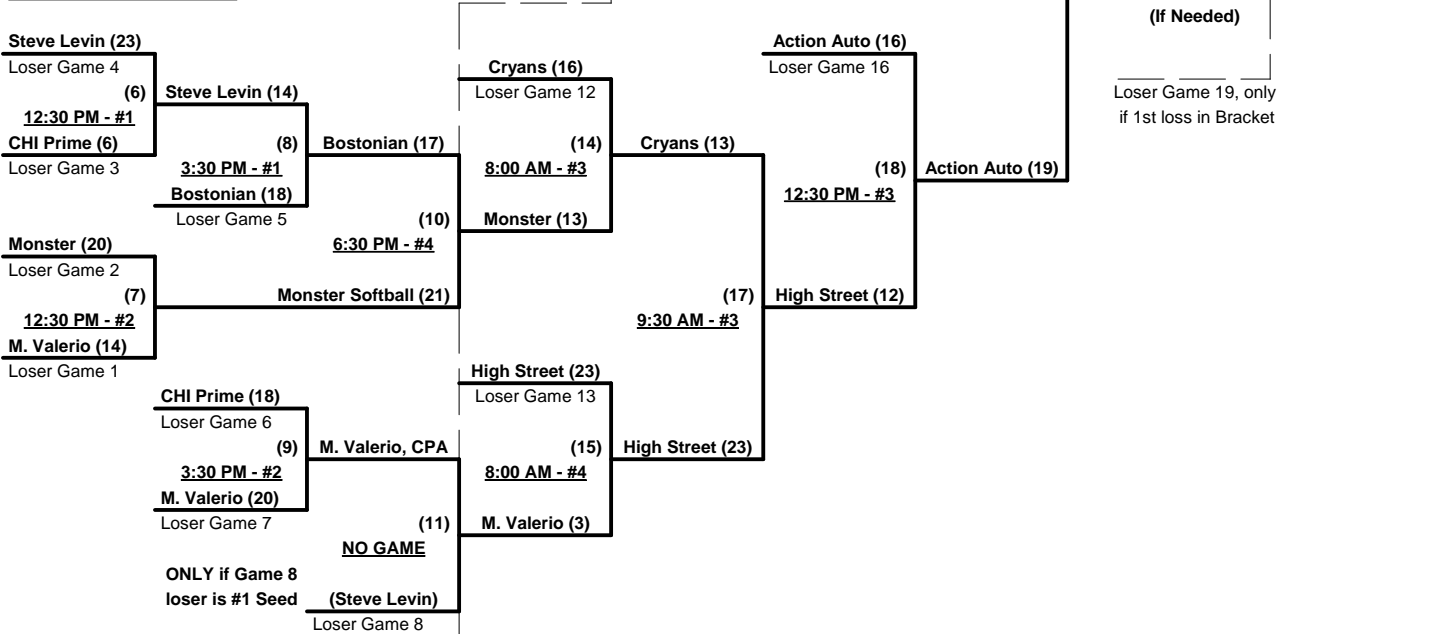 (If Needed)
Steve Levin (23)
Loser Game 4
(6)
12:30 PM - #1
CHI Prime (6)
Loser Game 3
Steve Levin (14)
(8)
3:30 PM - #1
Bostonian (18)
Loser Game 5
Bostonian (17)
(10)
6:30 PM - #4
Monster (20)
Loser Game 2
(7)
12:30 PM - #2
M. Valerio (14)
Loser Game 1
Monster Softball (21)
CHI Prime (18)
Loser Game 6
(9)
3:30 PM - #2
M. Valerio (20)
Loser Game 7
M. Valerio, CPA
(11)
NO GAME
ONLY if Game 8
loser is #1 Seed
(Steve Levin)
Loser Game 8
Cryans (16)
Loser Game 12
(14)
8:00 AM - #3
Monster (13)
Cryans (13)
High Street (23)
Loser Game 13
(15)
8:00 AM - #4
M. Valerio (3)
High Street (23)
(17)
9:30 AM - #3
Action Auto (16)
Loser Game 16
(18)
12:30 PM - #3
High Street (12)
Action Auto (19)
Loser Game 19, only
if 1st loss in Bracket